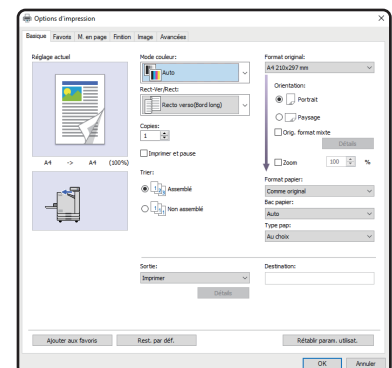 Options d'impression
Basique Favoris M. en page Finition Image Avancées
Réglage actuel
A4 -> A4 (100%)
Mode couleur:
Auto
Rect-Ver/Rect:
Recto verso(Bord long)
Copies:
1
Imprimer et pause
Trier:
Assemblé
Non assemblé
Format original:
A4 210x297 mm
Orientation:
Portrait
Paysage
Orig. format mixte
Détails
Zoom 100 %
Format papier:
Comme original
Bac papier:
Auto
Type pap:
Au choix
Sortie:
Imprimer
Détails
Destination:
Ajouter aux favoris Rest. par déf. Rétablir param. utilisat.
OK Annuler